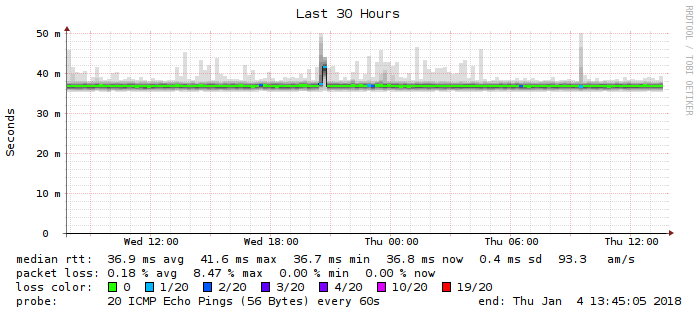 Last 30 Hours
RRDTOOL / TOBI OETIKER
Seconds
50 m
40 m
30 m
20 m
10 m
0
Wed 12:00 Wed 18:00 Thu 00:00 Thu 06:00 Thu 12:00
median rtt: 36.9 ms avg 41.6 ms max 36.7 ms min 36.8 ms now 0.4 ms sd 93.3 am/s
packet loss: 0.18 % avg 8.47 % max 0.00 % min 0.00 % now
loss color: 0 1/20 2/20 3/20 4/20 10/20 19/20
probe: 20 ICMP Echo Pings (56 Bytes) every 60s end: Thu Jan 4 13:45:05 2018